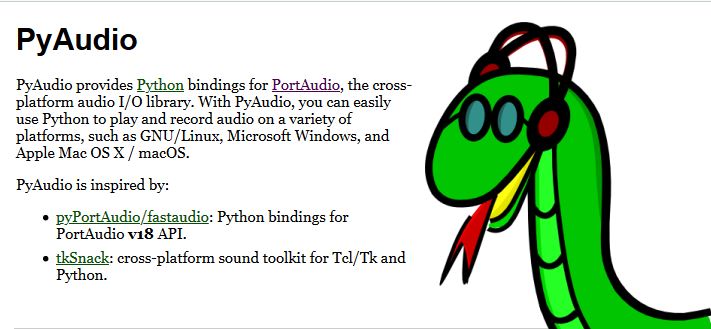 PyAudio
PyAudio provides Python bindings for PortAudio, the cross-
platform audio I/O library. With PyAudio, you can easily
use Python to play and record audio on a variety of
platforms, such as GNU/Linux, Microsoft Windows, and
Apple Mac OS X / macOS.
PyAudio is inspired by:
• pyPortAudio/fastaudio: Python bindings for
PortAudio v18 API.
• tkSnack: cross-platform sound toolkit for Tcl/Tk and
Python.